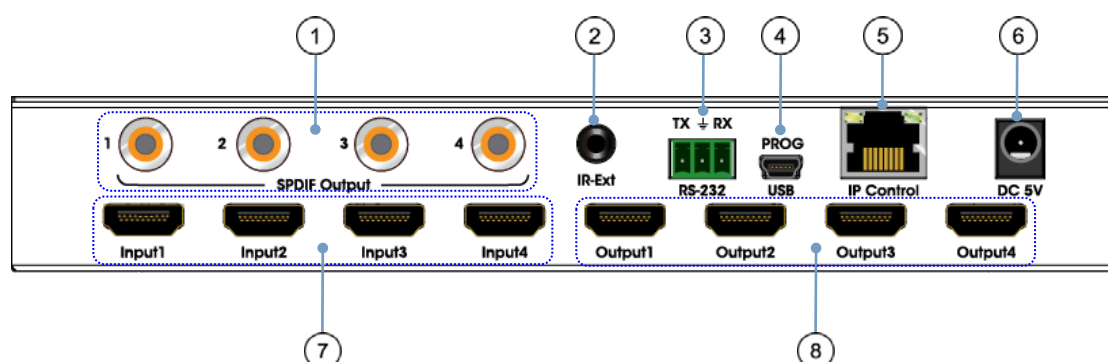 1 2 3 4 5 6
TX ⏚ RX
1 2 3 4 PROG
SPDIF Output IR-Ext RS-232 USB IP Control DC 5V
Input1 Input2 Input3 Input4 Output1 Output2 Output3 Output4
7 8